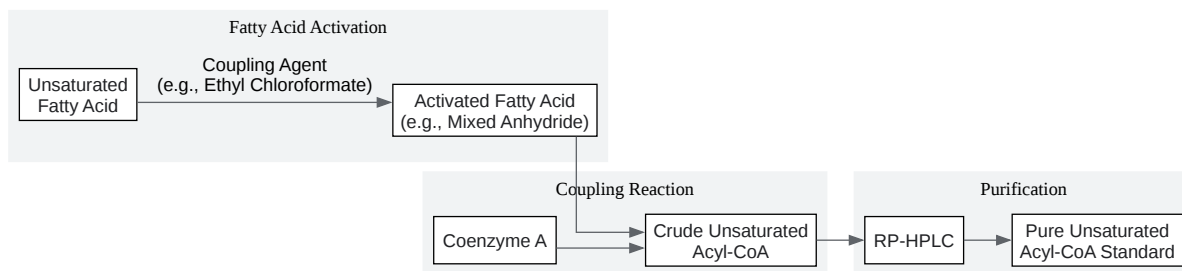 Fatty Acid Activation
Unsaturated
Fatty Acid
Coupling Agent
(e.g., Ethyl Chloroformate)
Activated Fatty Acid
(e.g., Mixed Anhydride)
Coupling Reaction
Coenzyme A
Crude Unsaturated
Acyl-CoA
Purification
RP-HPLC
Pure Unsaturated
Acyl-CoA Standard